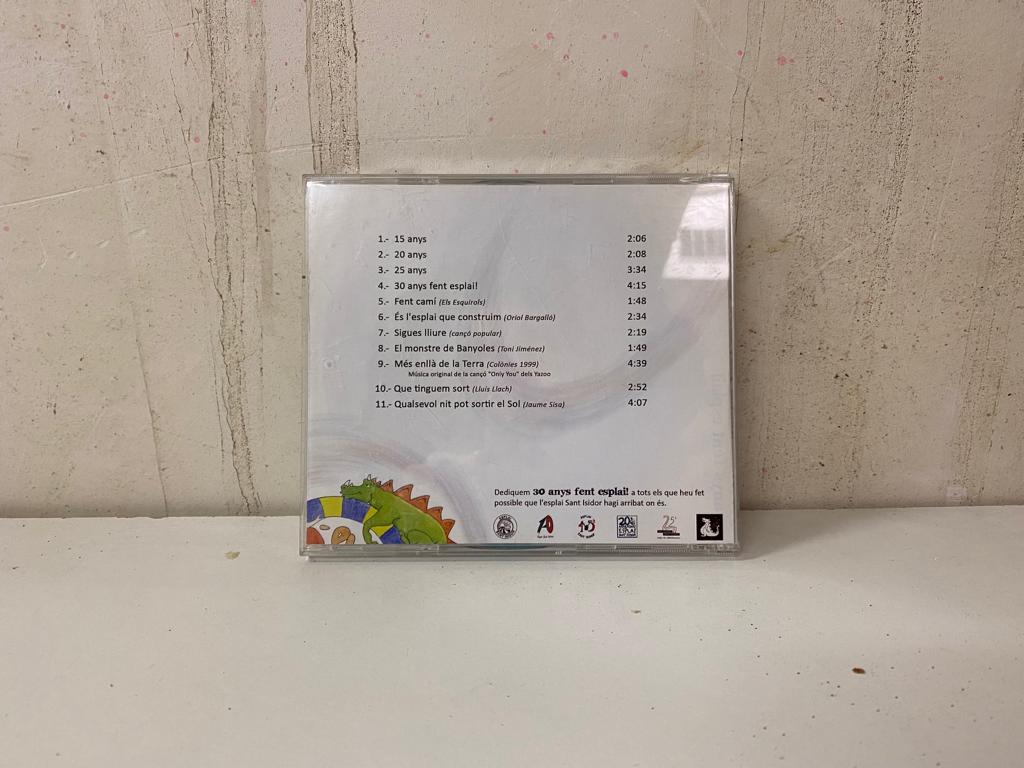 1.- 15 anys 2:06
2.- 20 anys 2:08
3.- 25 anys 3:34
4.- 30 anys fent esplai! 4:15
5.- Fent camí (Els Esquirols) 1:48
6.- És l'esplai que construim (Oriol Bargalló) 2:34
7.- Sigues lliure (cançó popular) 2:19
8.- El monstre de Banyoles (Toni Jiménez) 1:49
9.- Més enllà de la Terra (Colònies 1999) 4:39
Música original de la cançó "Only You" dels Yazoo
10.- Que tinguem sort (Lluís Llach) 2:52
11.- Qualsevol nit pot sortir el Sol (Jaume Sisa) 4:07
Dediquem 30 anys fent esplai! a tots els que heu fet
possible que l'esplai Sant Isidor hagi arribat on és.